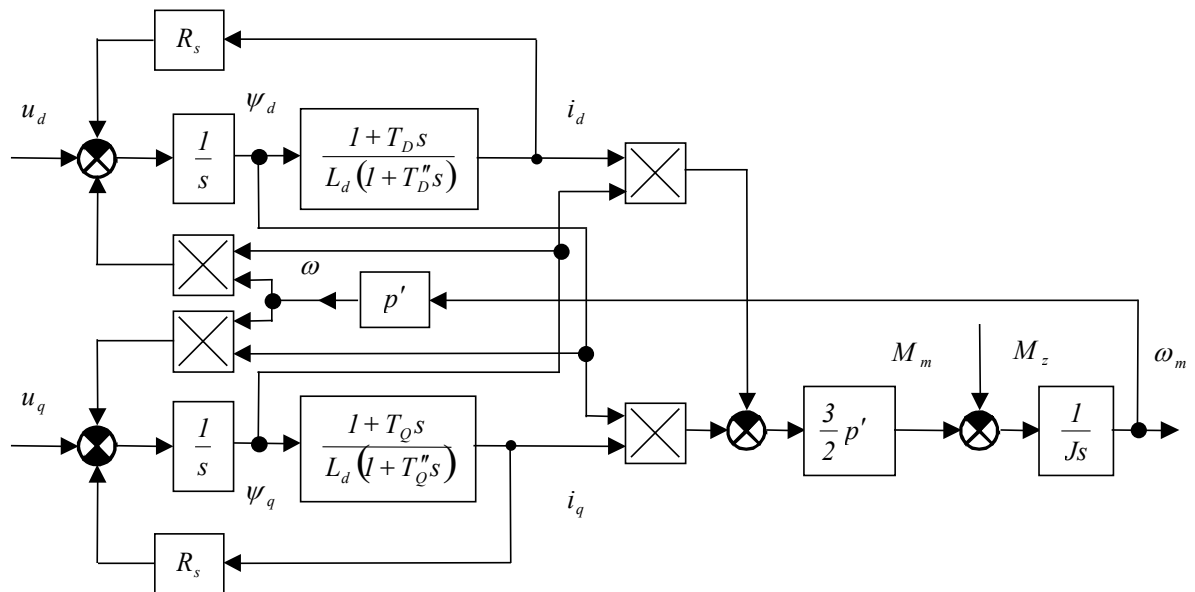 R_s
u_d
ψ_d
i_d
1/s
(1 + T_D s) / (L_d(1 + T''_D s))
ω
p'
M_m
M_z
ω_m
u_q
1/s
(1 + T_Q s) / (L_d(1 + T''_Q s))
3/2 p'
1/Js
ψ_q
i_q
R_s